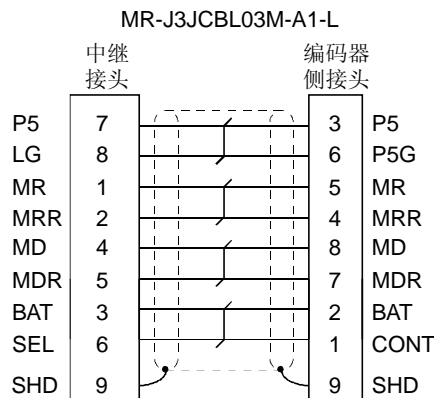 MR-J3JCBL03M-A1-L
中继 编码器
接头 侧接头
P5 7 3 P5
LG 8 6 P5G
MR 1 5 MR
MRR 2 4 MRR
MD 4 8 MD
MDR 5 7 MDR
BAT 3 2 BAT
SEL 6 1 CONT
SHD 9 9 SHD